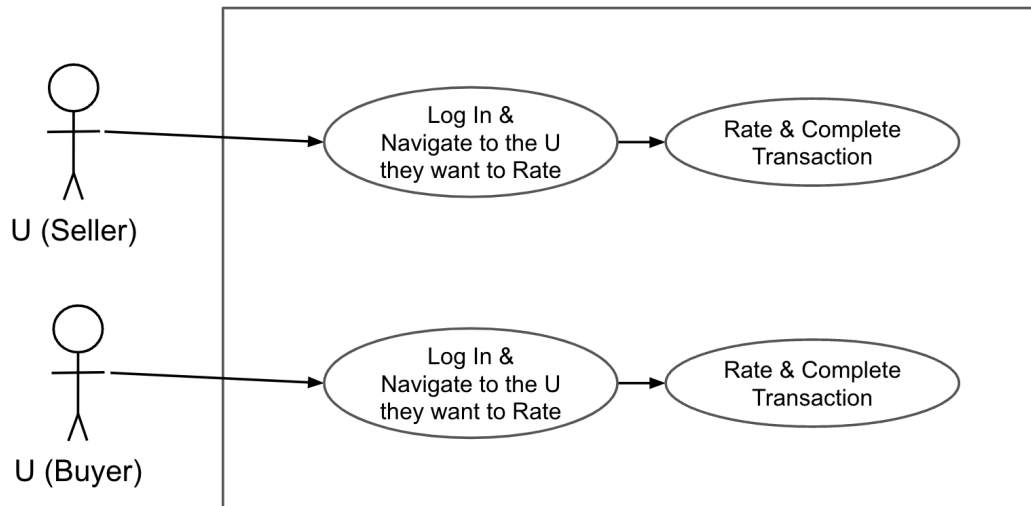 Log In &
Navigate to the U
they want to Rate
Rate & Complete
Transaction
U (Seller)
Log In &
Navigate to the U
they want to Rate
Rate & Complete
Transaction
U (Buyer)